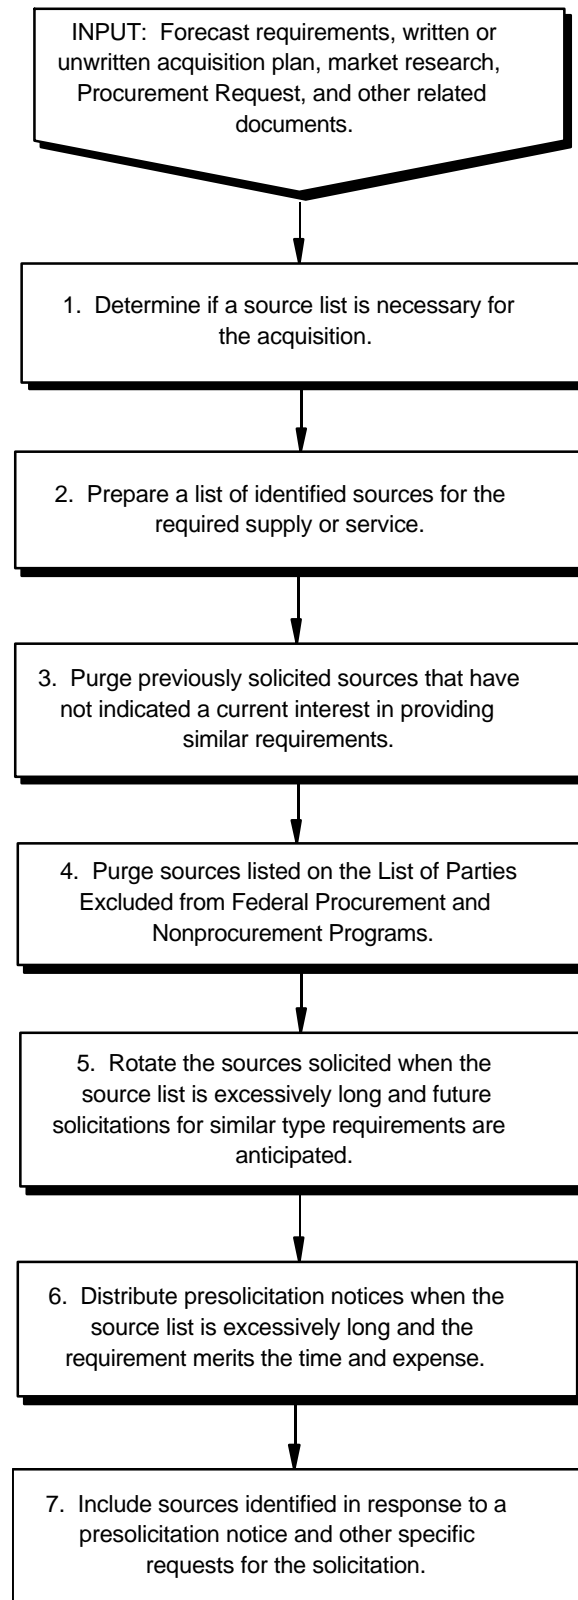 INPUT: Forecast requirements, written or
unwritten acquisition plan, market research,
Procurement Request, and other related
documents.
1. Determine if a source list is necessary for
the acquisition.
2. Prepare a list of identified sources for the
required supply or service.
3. Purge previously solicited sources that have
not indicated a current interest in providing
similar requirements.
4. Purge sources listed on the List of Parties
Excluded from Federal Procurement and
Nonprocurement Programs.
5. Rotate the sources solicited when the
source list is excessively long and future
solicitations for similar type requirements are
anticipated.
6. Distribute presolicitation notices when the
source list is excessively long and the
requirement merits the time and expense.
7. Include sources identified in response to a
presolicitation notice and other specific
requests for the solicitation.